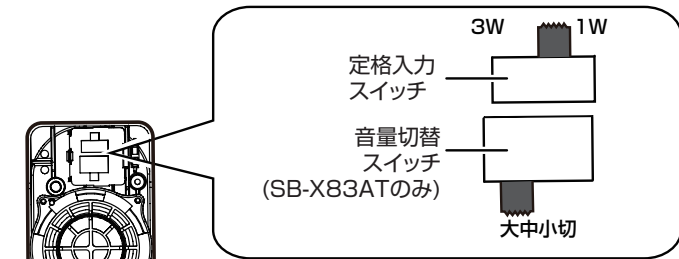 3W 1W
定格入力
スイッチ
音量切替
スイッチ
(SB-X83ATのみ)
大中小切